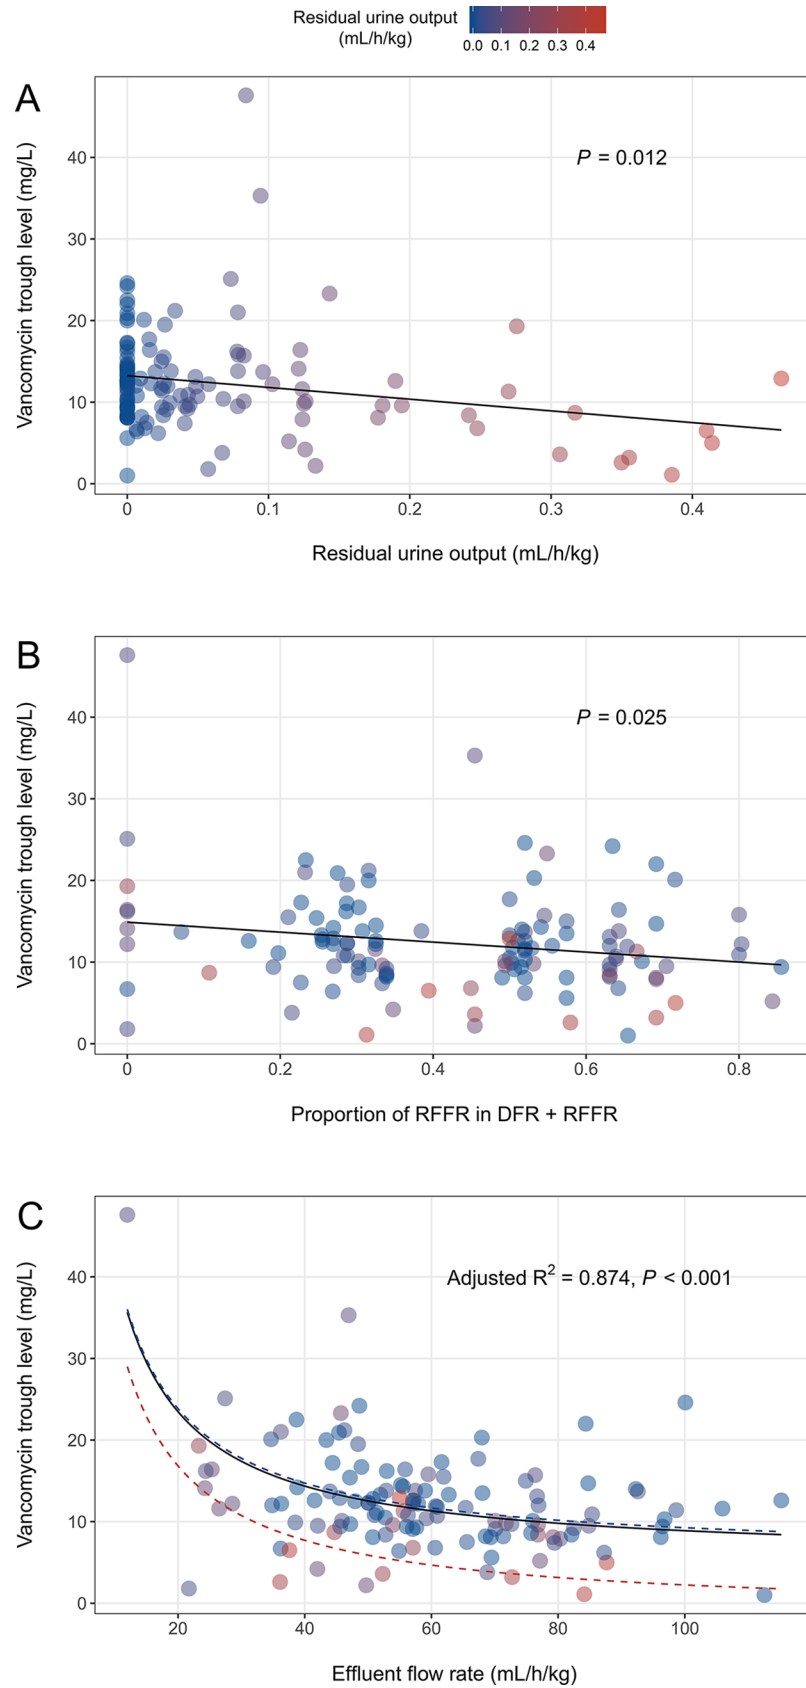 Residual urine output
(mL/h/kg)
0.0 0.1 0.2 0.3 0.4
A
Vancomycin trough level (mg/L)
P = 0.012
40
30
20
10
0
0 0.1 0.2 0.3 0.4
Residual urine output (mL/h/kg)
B
Vancomycin trough level (mg/L)
P = 0.025
40
30
20
10
0
0 0.2 0.4 0.6 0.8
Proportion of RFFR in DFR + RFFR
C
Vancomycin trough level (mg/L)
Adjusted R² = 0.874, P < 0.001
40
30
20
10
0
20 40 60 80 100
Effluent flow rate (mL/h/kg)